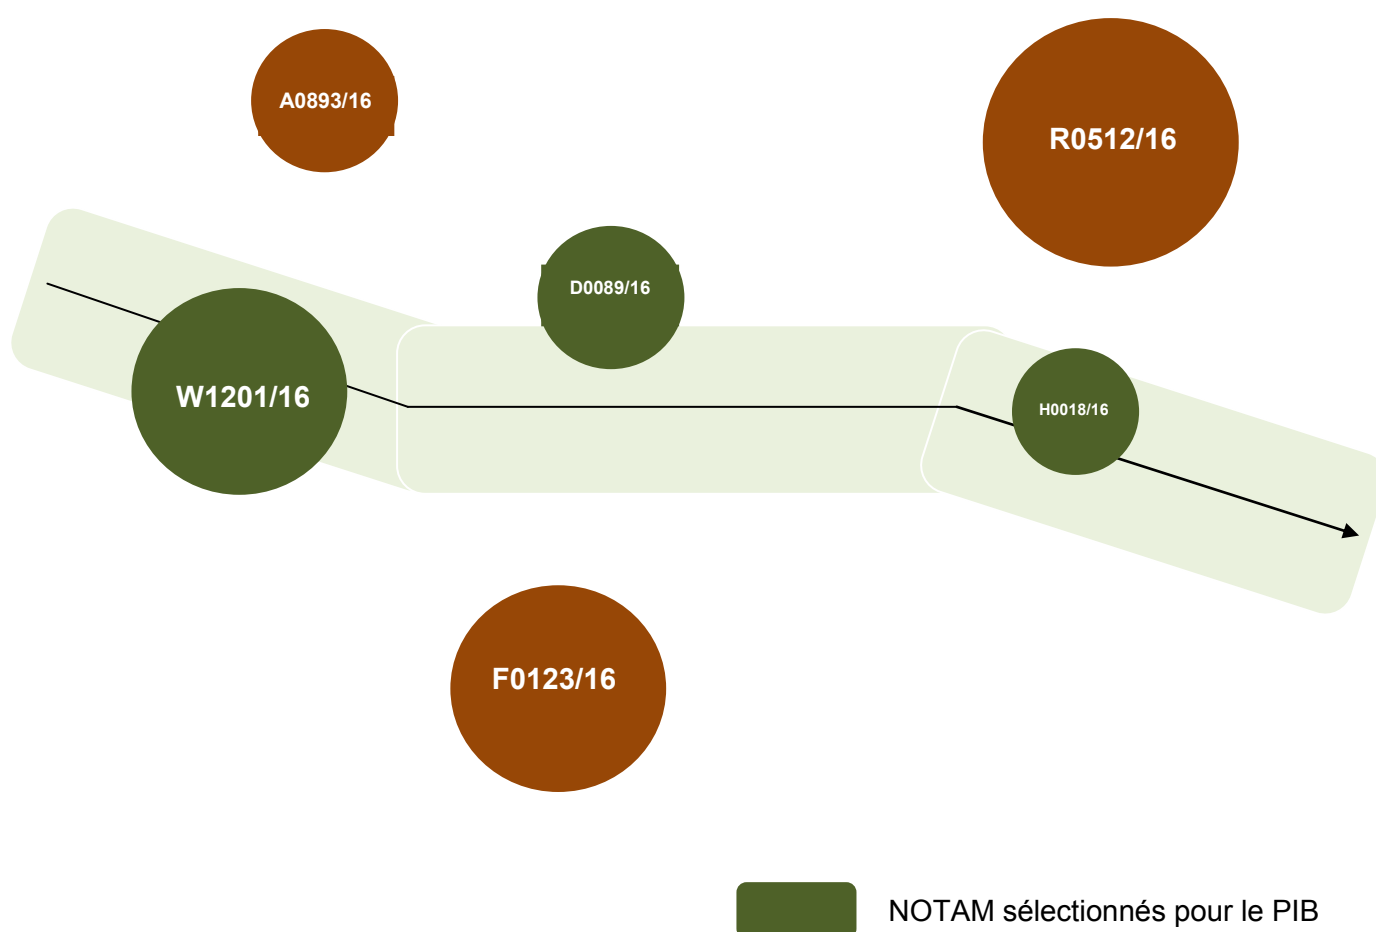 A0893/16
R0512/16
D0089/16
W1201/16
H0018/16
F0123/16
NOTAM sélectionnés pour le PIB